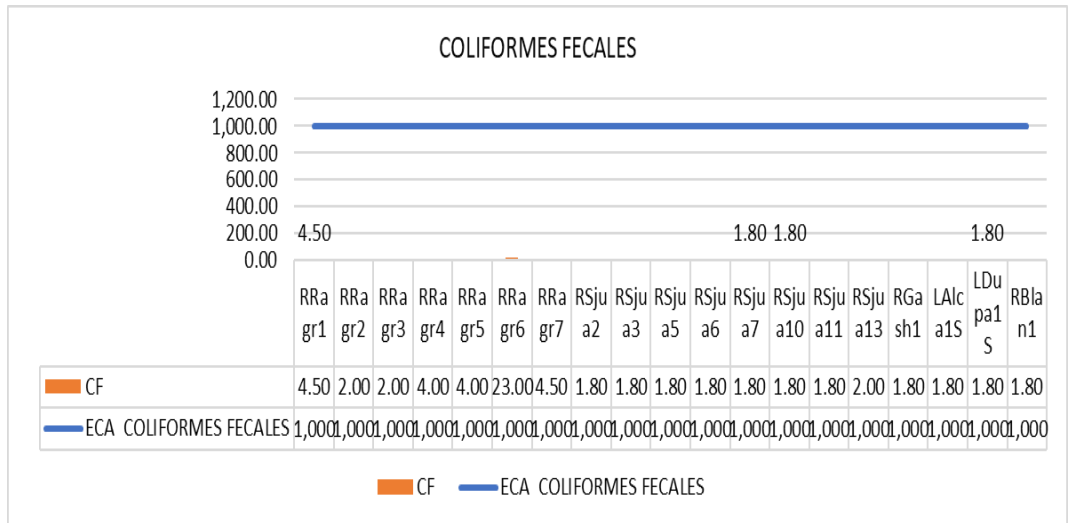 COLIFORMES FECALES
1,200.00
1,000.00
800.00
600.00
400.00
200.00
0.00
4.50 1.80 1.80 1.80
RRagr1 RRagr2 RRagr3 RRagr4 RRagr5 RRagr6 RRagr7 RSjua2 RSjua3 RSjua5 RSjua6 RSjua7 RSjua10 RSjua11 RSjua13 RGash1 LAlca1S LDupa1S RBlan1
CF 4.50 2.00 2.00 4.00 4.00 23.00 4.50 1.80 1.80 1.80 1.80 1.80 1.80 1.80 2.00 1.80 1.80 1.80 1.80
ECA COLIFORMES FECALES 1,000 1,000 1,000 1,000 1,000 1,000 1,000 1,000 1,000 1,000 1,000 1,000 1,000 1,000 1,000 1,000 1,000 1,000 1,000
CF ECA COLIFORMES FECALES